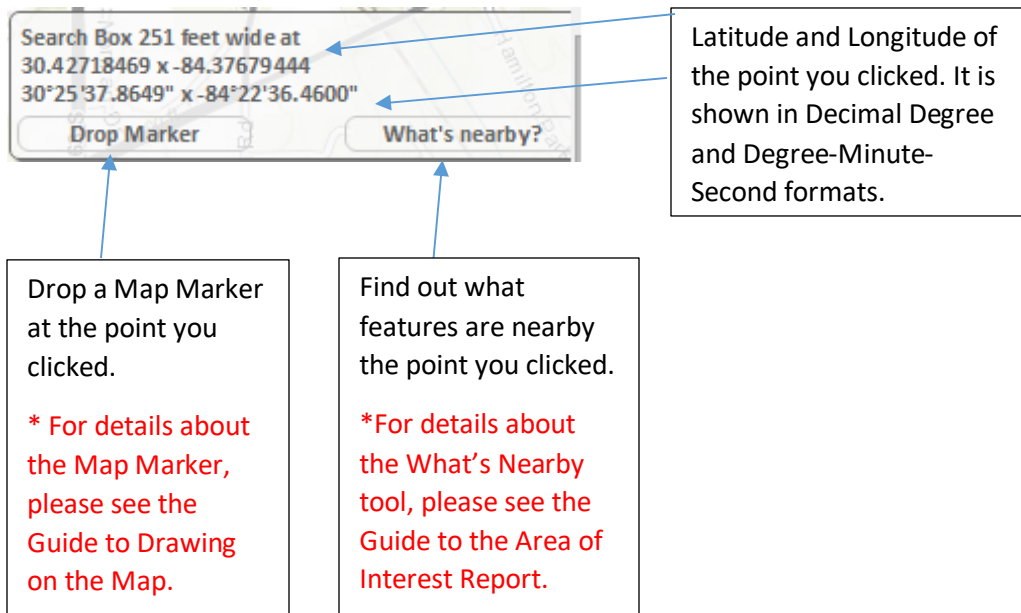 Search Box 251 feet wide at
30.42718469 x -84.37679444
30°25'37.8649" x -84°22'36.4600"
Drop Marker
What's nearby?
Latitude and Longitude of
the point you clicked. It is
shown in Decimal Degree
and Degree-Minute-
Second formats.
Drop a Map Marker
at the point you
clicked.
* For details about
the Map Marker,
please see the
Guide to Drawing
on the Map.
Find out what
features are nearby
the point you clicked.
*For details about
the What’s Nearby
tool, please see the
Guide to the Area of
Interest Report.